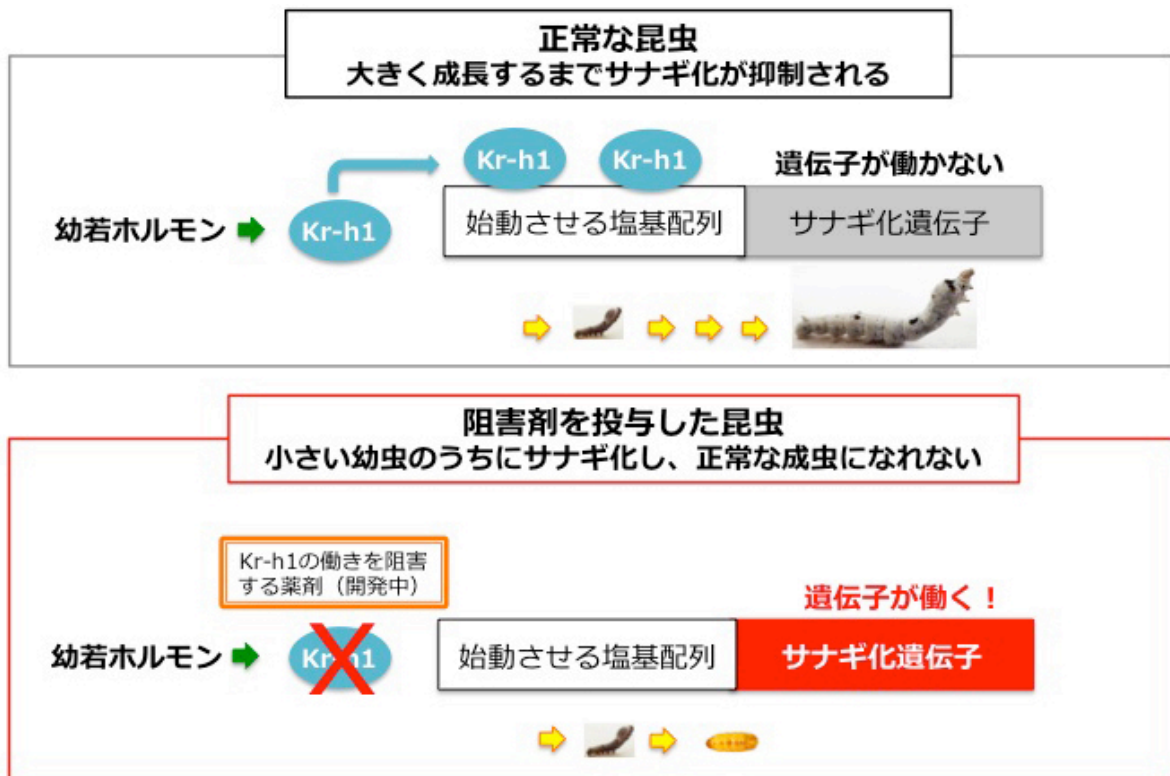 正常な昆虫
大きく成長するまでサナギ化が抑制される
Kr-h1
Kr-h1
遺伝子が働かない
幼若ホルモン
Kr-h1
始動させる塩基配列
サナギ化遺伝子
阻害剤を投与した昆虫
小さい幼虫のうちにサナギ化し、正常な成虫になれない
Kr-h1の働きを阻害
する薬剤（開発中）
遺伝子が働く！
幼若ホルモン
Kr-h1
始動させる塩基配列
サナギ化遺伝子